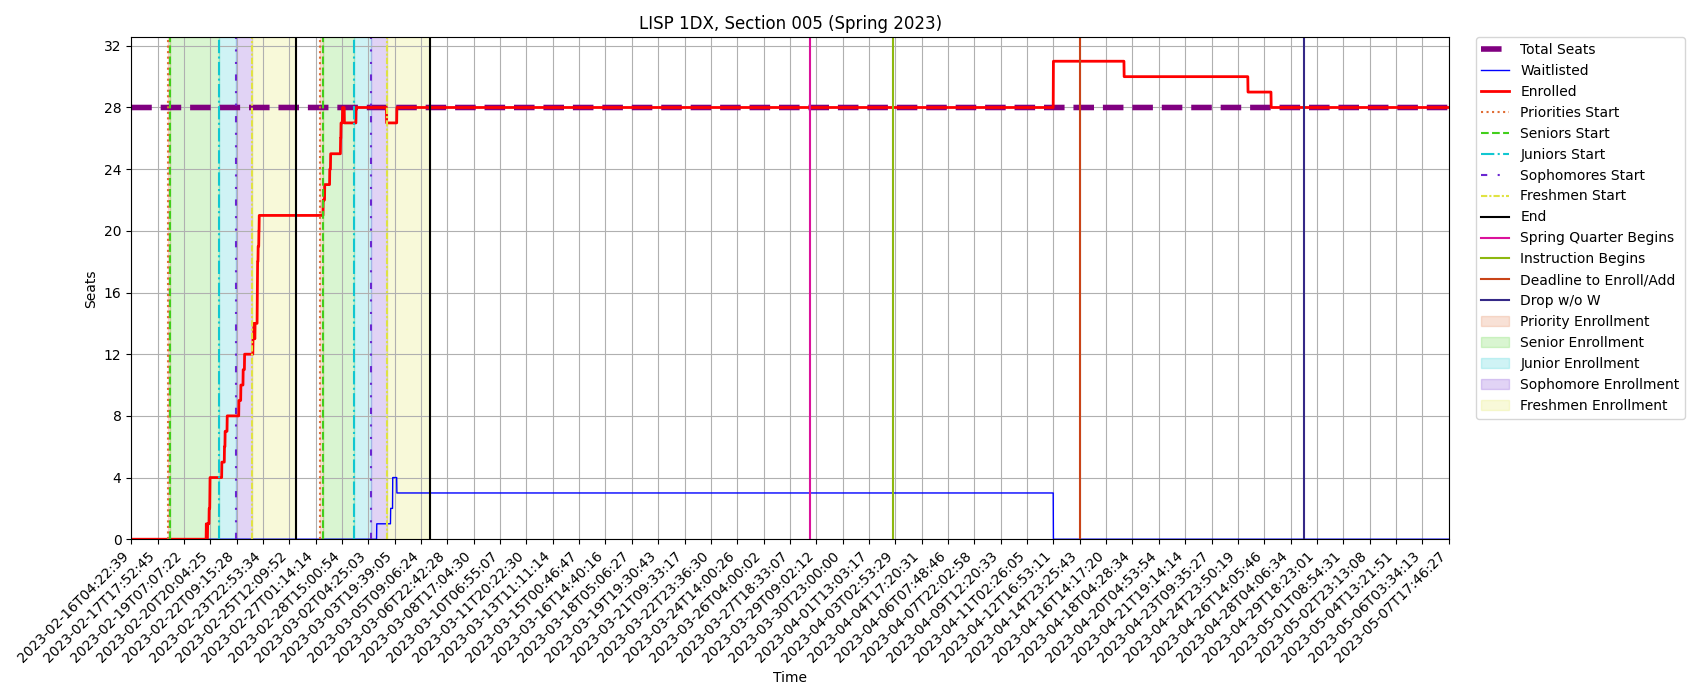 LISP 1DX, Section 005 (Spring 2023)
Seats
32
28
24
20
16
12
8
4
0
2023-02-16T04:22:39
2023-02-17T17:52:45
2023-02-19T07:07:22
2023-02-20T20:04:25
2023-02-22T09:15:28
2023-02-23T22:53:34
2023-02-25T12:09:52
2023-02-27T01:14:14
2023-02-28T15:00:54
2023-03-02T04:25:03
2023-03-03T19:39:05
2023-03-05T09:06:24
2023-03-06T22:42:28
2023-03-08T17:04:30
2023-03-10T06:55:07
2023-03-11T20:22:30
2023-03-13T11:11:14
2023-03-15T00:46:47
2023-03-16T14:40:16
2023-03-18T05:06:27
2023-03-19T19:30:43
2023-03-21T09:33:17
2023-03-22T23:36:30
2023-03-24T14:00:26
2023-03-26T04:00:02
2023-03-27T18:33:07
2023-03-29T09:02:12
2023-03-30T23:00:00
2023-04-01T13:03:17
2023-04-03T02:53:29
2023-04-04T17:20:31
2023-04-06T07:48:46
2023-04-07T22:02:58
2023-04-09T12:20:33
2023-04-11T02:26:05
2023-04-12T16:53:11
2023-04-14T23:25:43
2023-04-16T14:17:20
2023-04-18T04:28:34
2023-04-20T04:53:54
2023-04-21T19:14:14
2023-04-23T09:35:27
2023-04-24T23:50:19
2023-04-26T14:05:46
2023-04-28T04:06:34
2023-04-29T18:23:01
2023-05-01T08:54:31
2023-05-02T23:13:08
2023-05-04T13:21:51
2023-05-06T03:34:13
2023-05-07T17:46:27
Time
Total Seats
Waitlisted
Enrolled
Priorities Start
Seniors Start
Juniors Start
Sophomores Start
Freshmen Start
End
Spring Quarter Begins
Instruction Begins
Deadline to Enroll/Add
Drop w/o W
Priority Enrollment
Senior Enrollment
Junior Enrollment
Sophomore Enrollment
Freshmen Enrollment